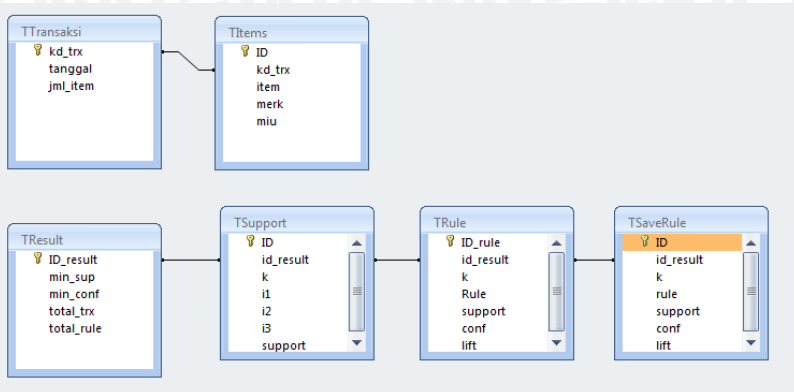 TTransaksi
kd_trx
tanggal
jml_item
TItems
ID
kd_trx
item
merk
miu
TResult
ID_result
min_sup
min_conf
total_trx
total_rule
TSupport
ID
id_result
k
i1
i2
i3
support
TRule
ID_rule
id_result
k
Rule
support
conf
lift
TSaveRule
ID
id_result
k
rule
support
conf
lift